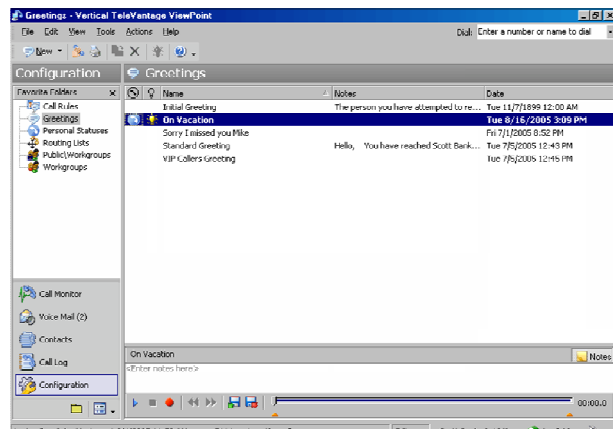 Greetings - Vertical TeleVantage ViewPoint
File Edit View Tools Actions Help
Dial: Enter a number or name to dial
New
Configuration
Greetings
Favorite Folders
Name Notes Date
Call Rules
Greetings
Personal Statuses
Routing Lists
Public\Workgroups
Workgroups
Initial Greeting The person you have attempted to re... Tue 11/7/1899 12:00 AM
On Vacation Tue 8/16/2005 3:09 PM
Sorry I missed you Mike Fri 7/1/2005 8:52 PM
Standard Greeting Hello, You have reached Scott Bank... Tue 7/5/2005 12:43 PM
VIP Callers Greeting Tue 7/5/2005 12:45 PM
Call Monitor
Voice Mail (2)
Contacts
Call Log
Configuration
On Vacation
Notes
<Enter notes here>
00:00.0